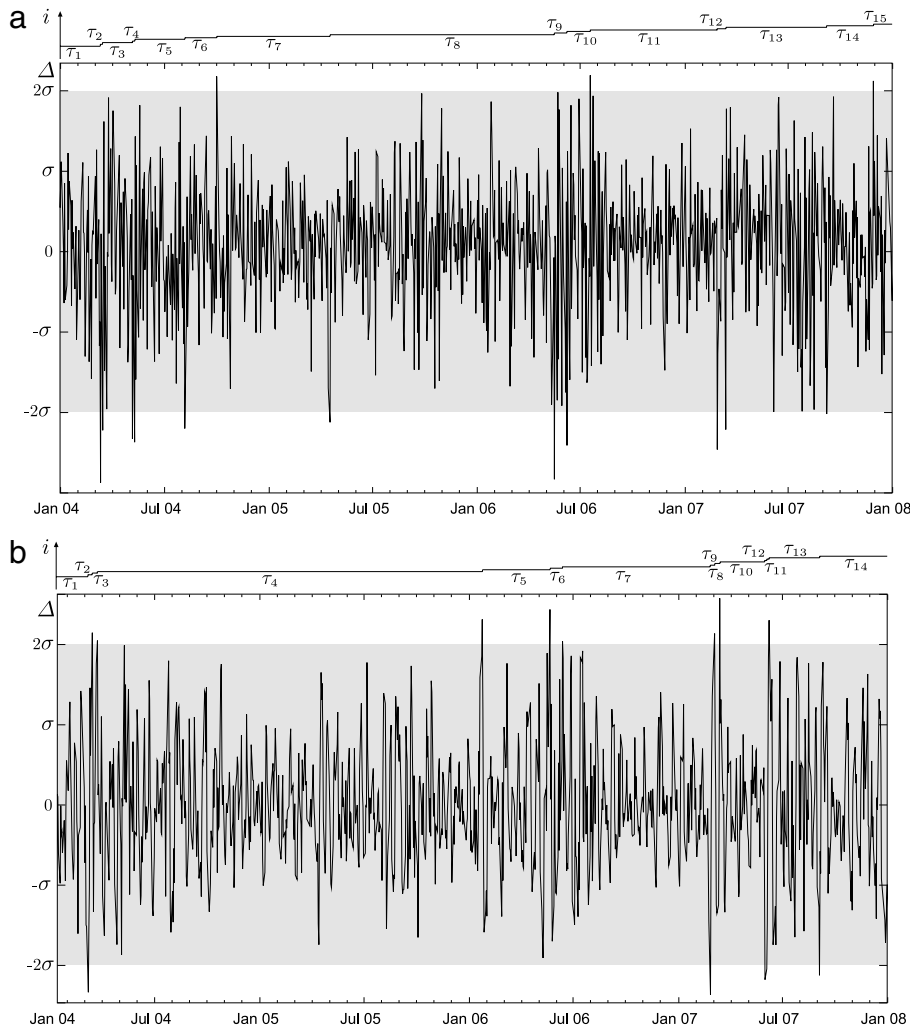 a
i
τ2 τ4 τ9 τ12 τ15
τ1 τ3 τ5 τ6 τ7 τ8 τ10 τ11 τ13 τ14
Δ
2σ
σ
0
-σ
-2σ
Jan 04 Jul 04 Jan 05 Jul 05 Jan 06 Jul 06 Jan 07 Jul 07 Jan 08
b
i
τ2 τ9 τ12 τ13
τ1 τ3 τ4 τ5 τ6 τ7 τ8 τ10 τ11 τ14
Δ
2σ
σ
0
-σ
-2σ
Jan 04 Jul 04 Jan 05 Jul 05 Jan 06 Jul 06 Jan 07 Jul 07 Jan 08